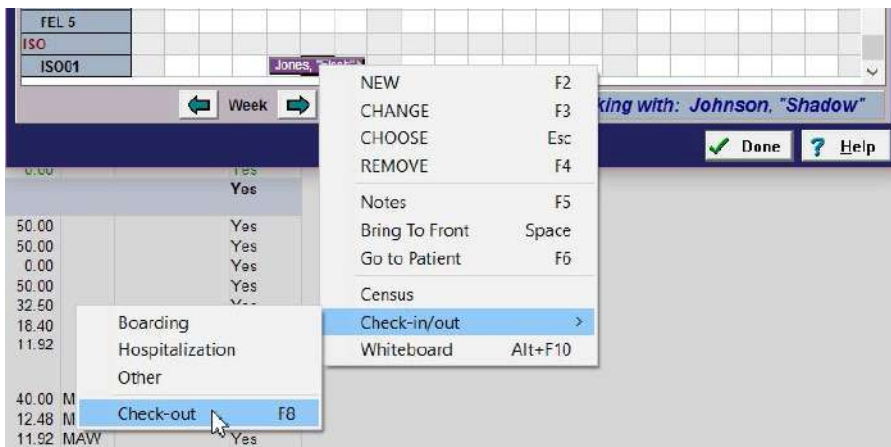 FEL 5
ISO
ISO01
Jones,
Week
king with: Johnson, "Shadow"
Done
Help
NEW F2
CHANGE F3
CHOOSE Esc
REMOVE F4
Notes F5
Bring To Front Space
Go to Patient F6
Census
Check-in/out >
Whiteboard Alt+F10
Boarding
Hospitalization
Other
Check-out F8
Yes
50.00 Yes
50.00 Yes
0.00 Yes
50.00 Yes
32.50
18.40
11.92
40.00 M
12.48 M
11.92 MAW Yes